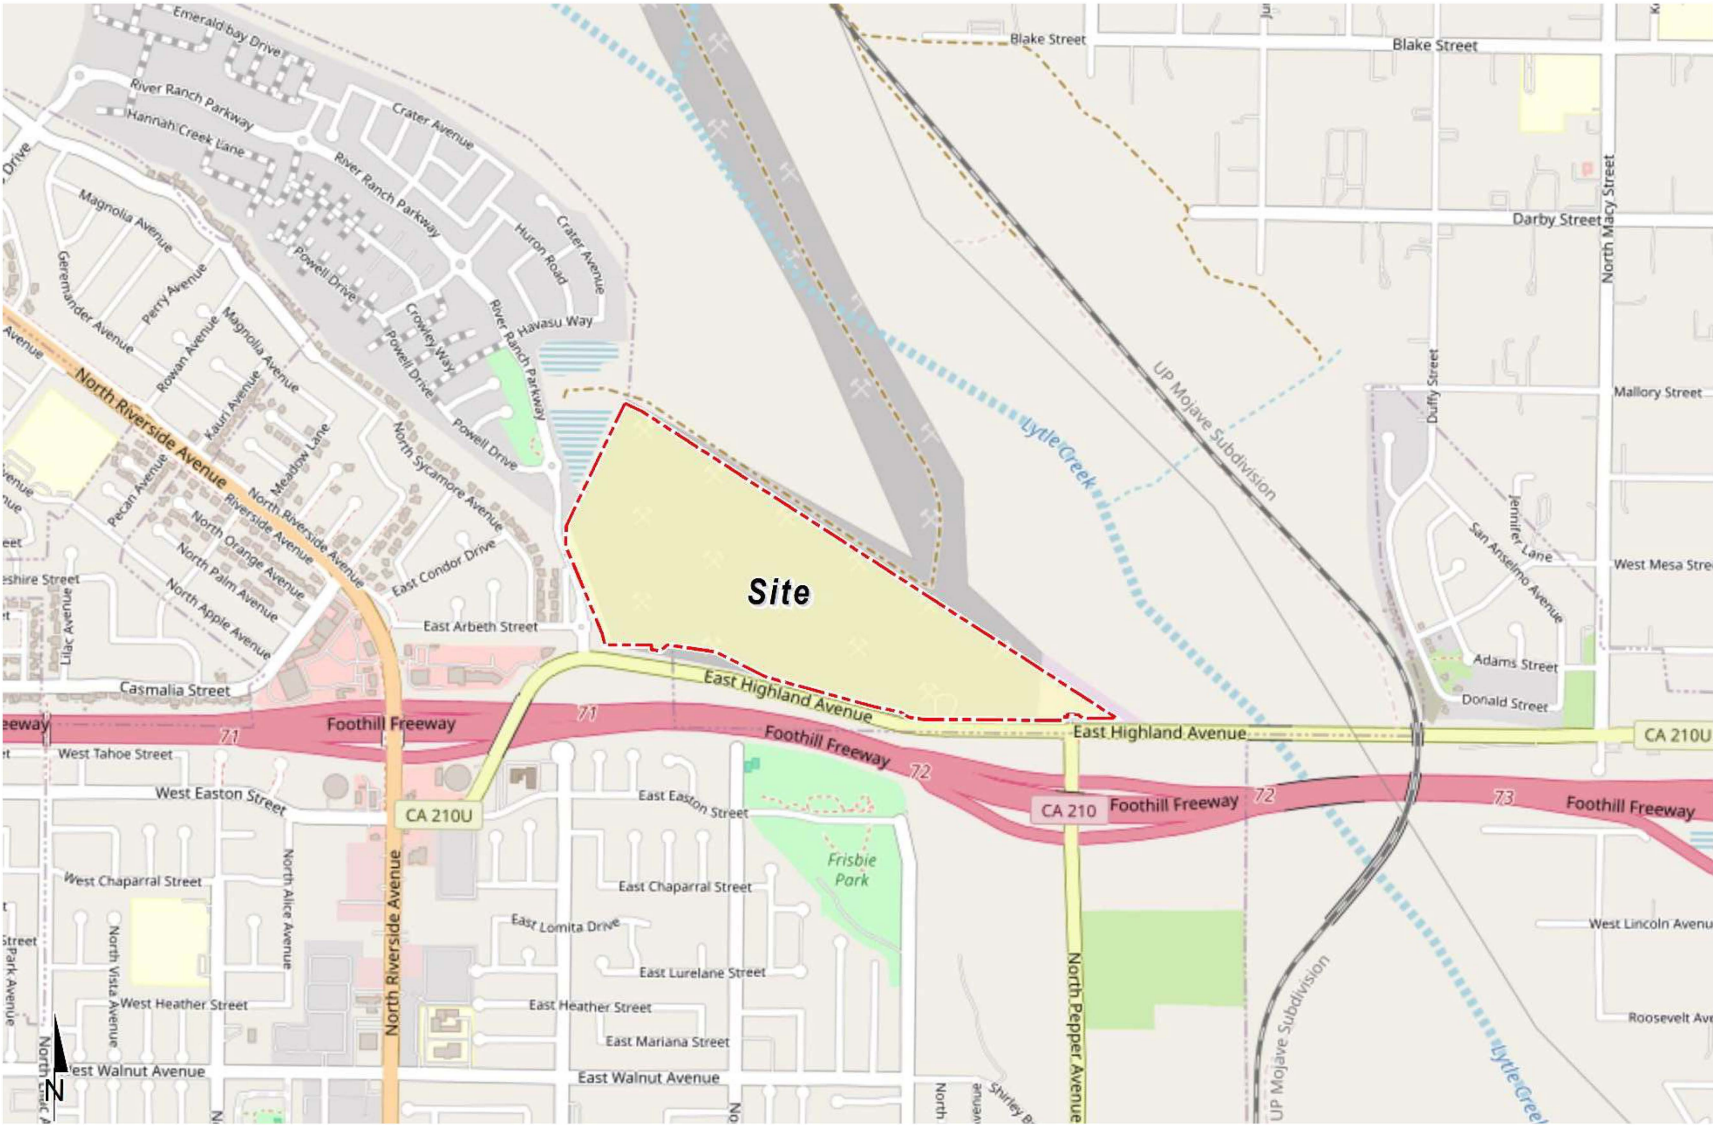 Emerald bay Drive
Blake Street
Blake Street
River Ranch Parkway
Crater Avenue
Hannah Creek Lane
Drive
River Ranch Parkway
North Macy Street
Magnolia Avenue
Darby Street
Huron Road
Crater Avenue
Geremander Avenue
Perry Avenue
Powell Drive
Avenue
Rowan Avenue
Magnolia Avenue
Crowley Way
River Ranch Parkway
Havasu Way
Powell Drive
UP Mojave Subdivision
Duffy Street
Mallory Street
North Riverside Avenue
Kauri Avenue
Meadow Lane
North Sycamore Avenue
Powell Drive
Lytle Creek
Pecan Avenue
North Riverside Avenue
Riverside Avenue
Jennifer Lane
San Anselmo Avenue
North Orange Avenue
East Condor Drive
West Mesa Stre
North Palm Avenue
eshire Street
Site
North Apple Avenue
Lilac Avenue
East Arbeth Street
Adams Street
Casmalia Street
East Highland Avenue
Donald Street
eeway
Foothill Freeway
71
71
Foothill Freeway
East Highland Avenue
CA 210U
West Tahoe Street
72
West Easton Street
CA 210U
East Easton Street
CA 210
Foothill Freeway
72
73
Foothill Freeway
Frisbie
Park
West Chaparral Street
North Alice Avenue
East Chaparral Street
North Riverside Avenue
East Lomita Drive
West Lincoln Avenu
Street
Park Avenue
North Vista Avenue
East Lurelane Street
North Pepper Avenue
UP Mojave Subdivision
West Heather Street
East Heather Street
Roosevelt Ave
East Mariana Street
Lytle Creek
N
est Walnut Avenue
East Walnut Avenue
North